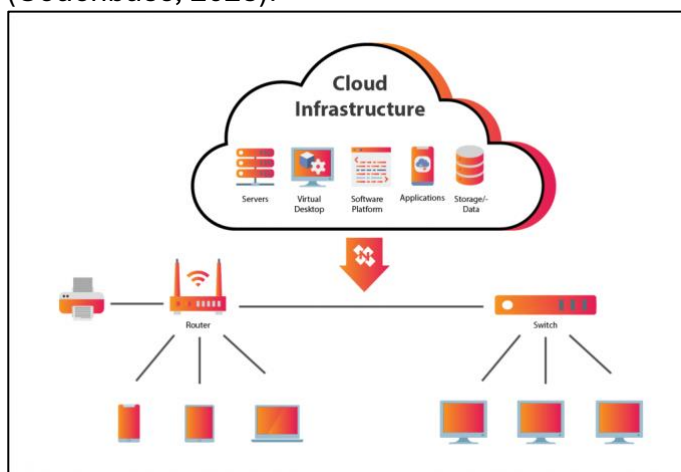 Cloud
Infrastructure
Servers
Virtual
Desktop
Software
Platform
Applications
Storage/-
Data
Router
Switch